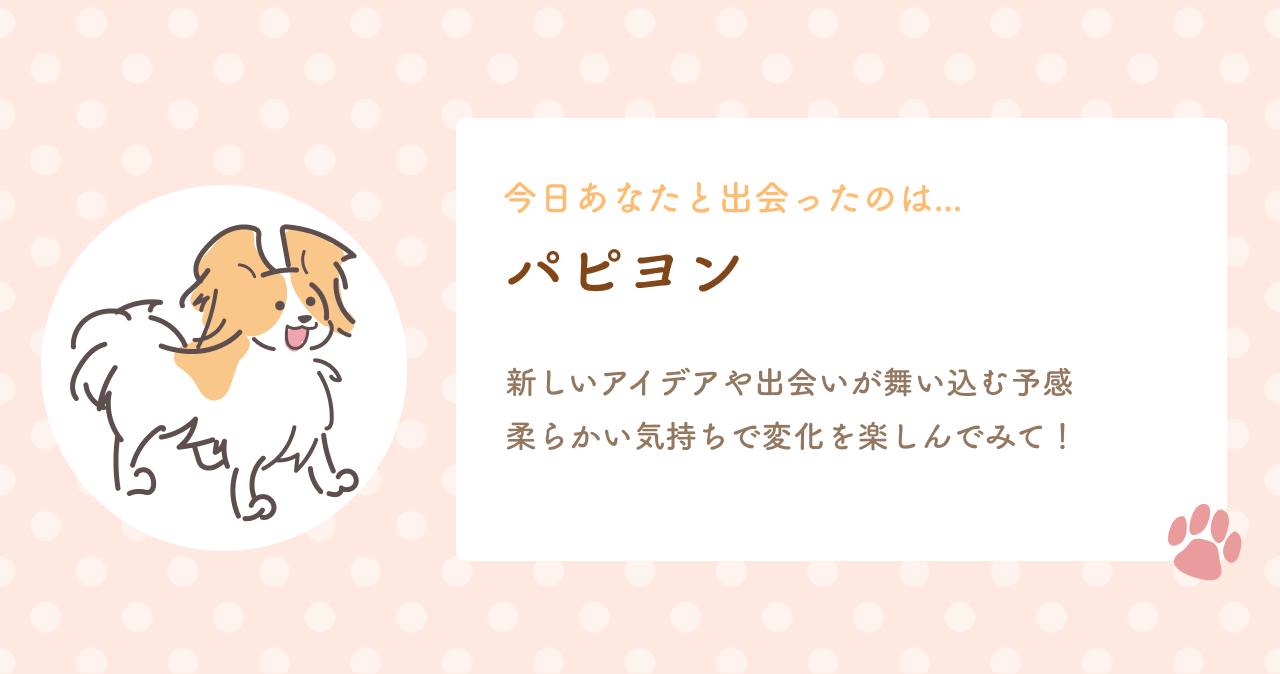 今日あなたと出会ったのは...
パピヨン
新しいアイデアや出会いが舞い込む予感
柔らかい気持ちで変化を楽しんでみて！